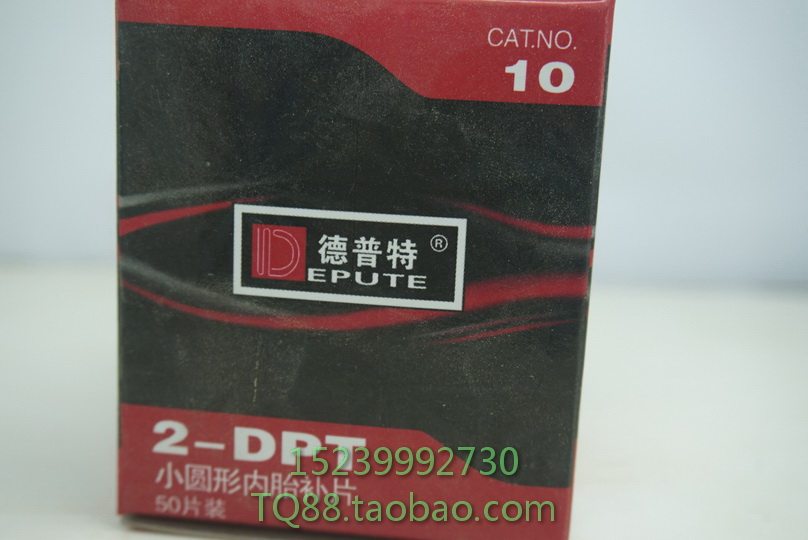 CAT.NO.
10
德普特®
DEPUTE
2-DPT
15239992730
小圆形内胎补片
50片装
TQ88.taobao.com